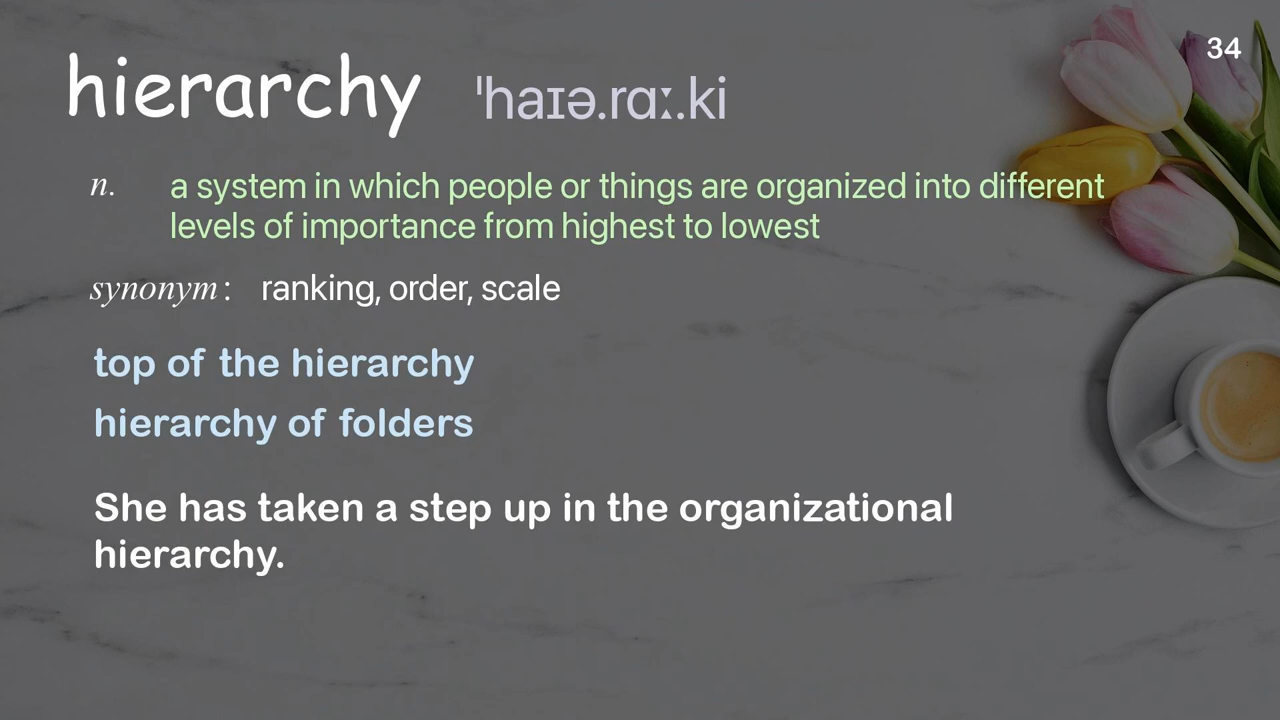 34
hierarchy ˈhaɪə.rɑː.ki
n. a system in which people or things are organized into different
levels of importance from highest to lowest
synonym : ranking, order, scale
top of the hierarchy
hierarchy of folders
She has taken a step up in the organizational
hierarchy.